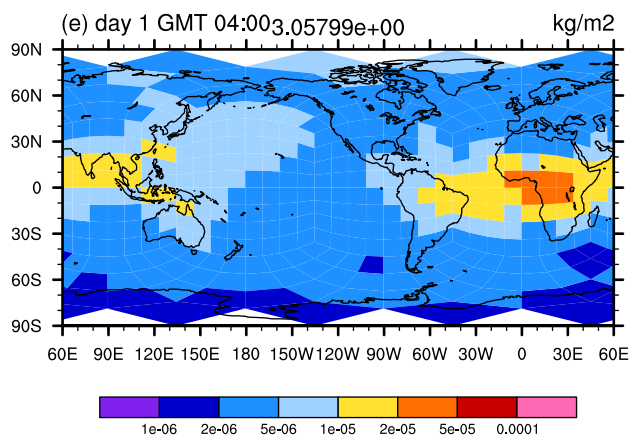 (e) day 1 GMT 04:00 3.05799e+00 kg/m2
90N
60N
30N
0
30S
60S
90S
60E 90E 120E 150E 180 150W 120W 90W 60W 30W 0 30E 60E
1e-06 2e-06 5e-06 1e-05 2e-05 5e-05 0.0001